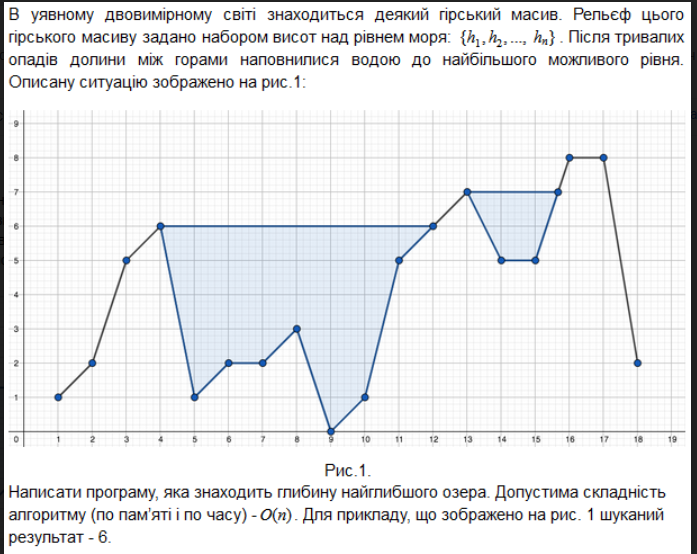 В уявному двовимірному світі знаходиться деякий гірський масив. Рельєф цього
гірського масиву задано набором висот над рівнем моря: {h₁, h₂, ..., hₙ}. Після тривалих
опадів долини між горами наповнилися водою до найбільшого можливого рівня.
Описану ситуацію зображено на рис.1:
9
8
7
6
5
4
3
2
1
0 1 2 3 4 5 6 7 8 9 10 11 12 13 14 15 16 17 18 19
Рис.1.
Написати програму, яка знаходить глибину найглибшого озера. Допустима складність
алгоритму (по пам'яті і по часу) - O(n). Для прикладу, що зображено на рис. 1 шуканий
результат - 6.